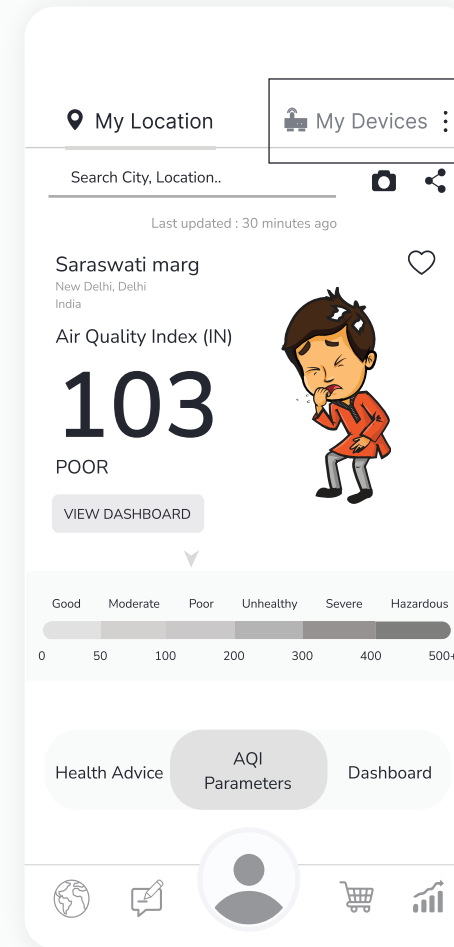 My Location
My Devices
Search City, Location..
Last updated : 30 minutes ago
Saraswati marg
New Delhi, Delhi
India
Air Quality Index (IN)
103
POOR
VIEW DASHBOARD
Good Moderate Poor Unhealthy Severe Hazardous
0 50 100 200 300 400 500+
Health Advice
AQI
Parameters
Dashboard